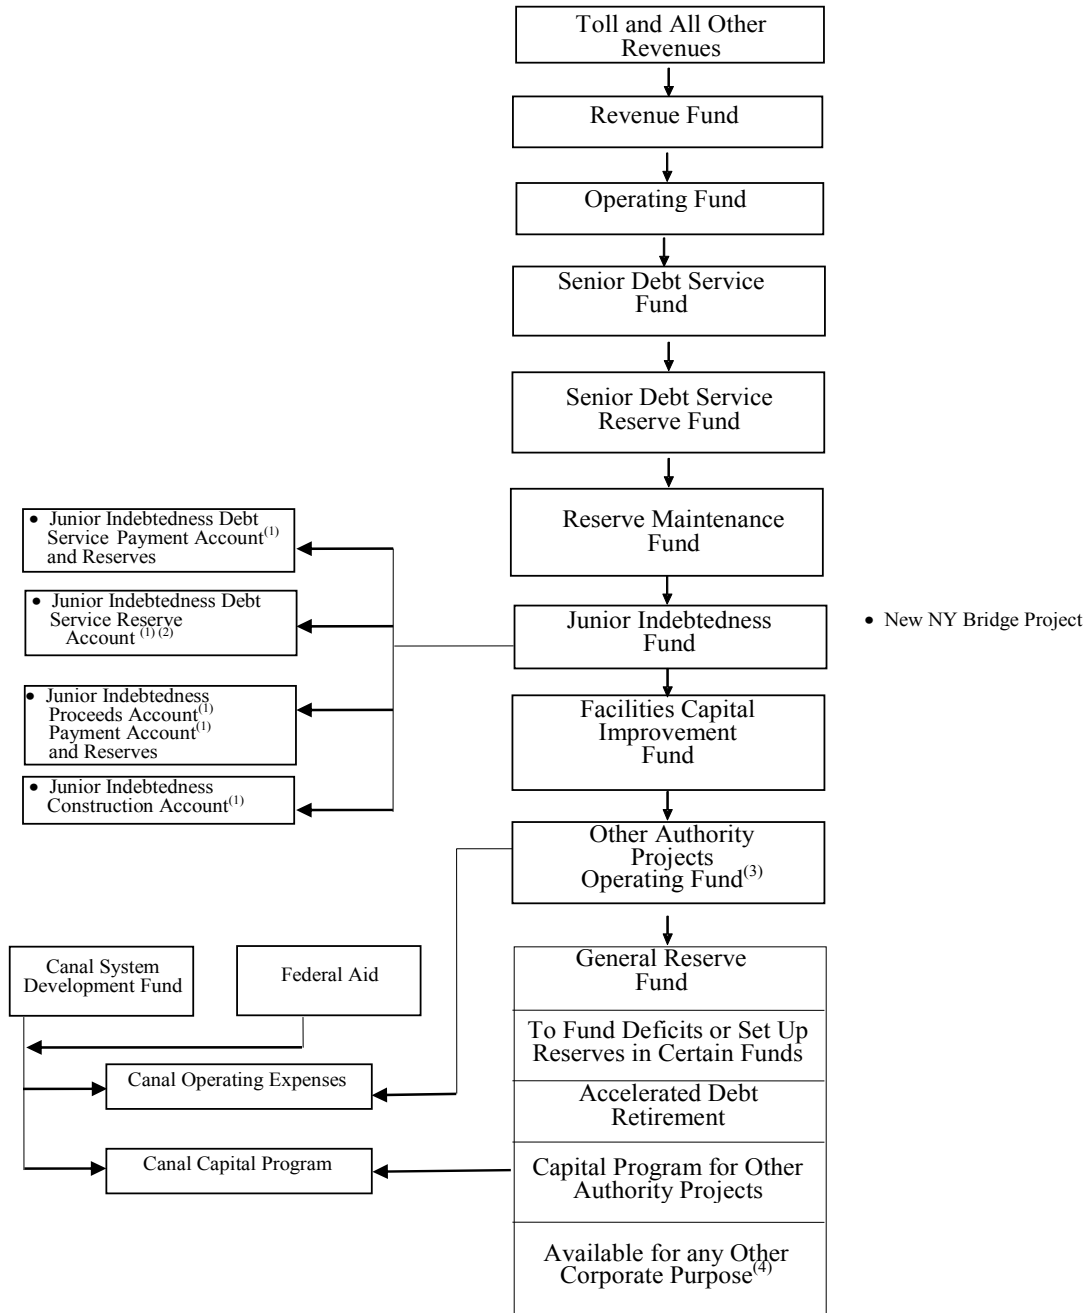 Toll and All Other
Revenues
Revenue Fund
Operating Fund
Senior Debt Service
Fund
Senior Debt Service
Reserve Fund
Reserve Maintenance
Fund
• Junior Indebtedness Debt
Service Payment Account(1)
and Reserves
• Junior Indebtedness Debt
Service Reserve
Account (1) (2)
Junior Indebtedness
Fund
• New NY Bridge Project
• Junior Indebtedness
Proceeds Account(1)
Payment Account(1)
and Reserves
Facilities Capital
Improvement
Fund
• Junior Indebtedness
Construction Account(1)
Other Authority
Projects
Operating Fund(3)
Canal System
Development Fund
Federal Aid
General Reserve
Fund
To Fund Deficits or Set Up
Reserves in Certain Funds
Canal Operating Expenses
Accelerated Debt
Retirement
Canal Capital Program
Capital Program for Other
Authority Projects
Available for any Other
Corporate Purpose(4)